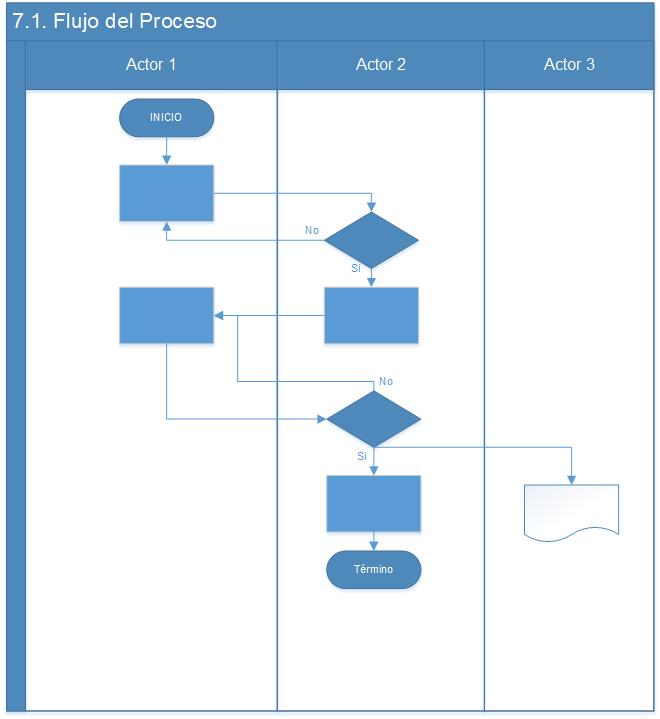 7.1. Flujo del Proceso
Actor 1
Actor 2
Actor 3
INICIO
No
Si
No
Si
Término